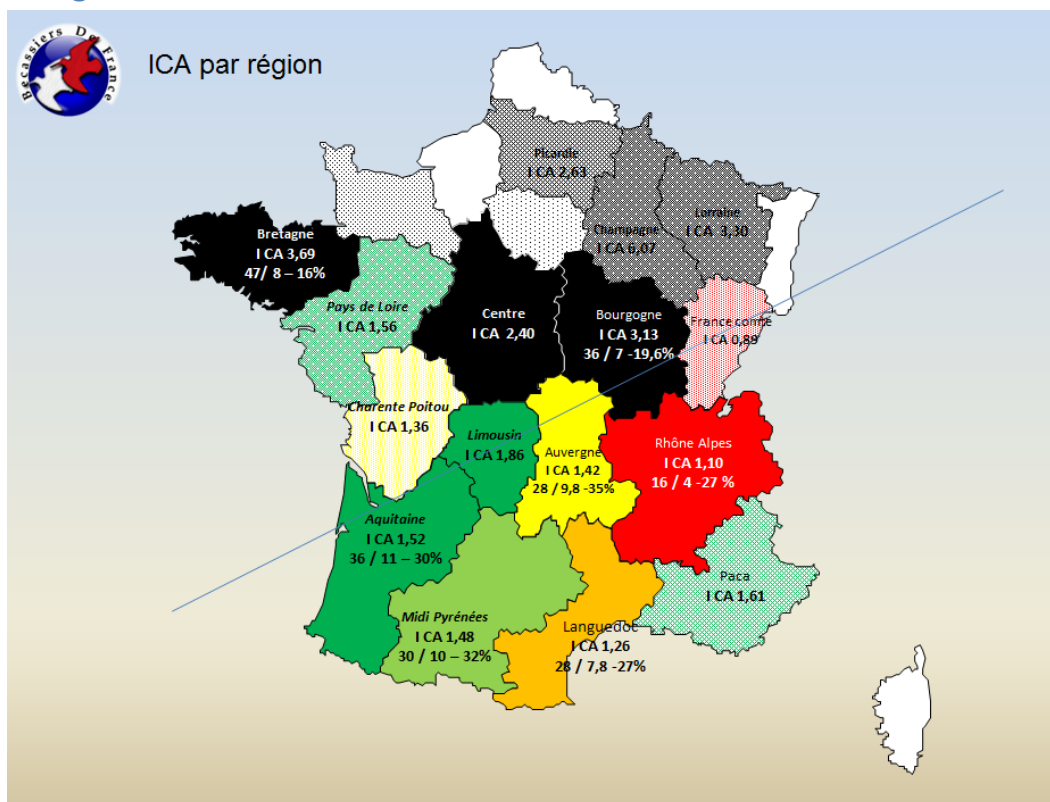 Bécassiers De France
ICA par région
Picardie
I CA 2,63
Lorraine
I CA 3,30
Champagne
I CA 6,07
Bretagne
I CA 3,69
47/ 8 – 16%
Pays de Loire
I CA 1,56
Centre
I CA 2,40
Bourgogne
I CA 3,13
36 / 7 -19,6%
France comté
I CA 0,89
Charente Poitou
I CA 1,36
Limousin
I CA 1,86
Auvergne
I CA 1,42
28 / 9,8 -35%
Rhône Alpes
I CA 1,10
16 / 4 -27 %
Aquitaine
I CA 1,52
36 / 11 – 30%
Paca
I CA 1,61
Midi Pyrénées
I CA 1,48
30 / 10 – 32%
Languedoc
I CA 1,26
28 / 7,8 -27%